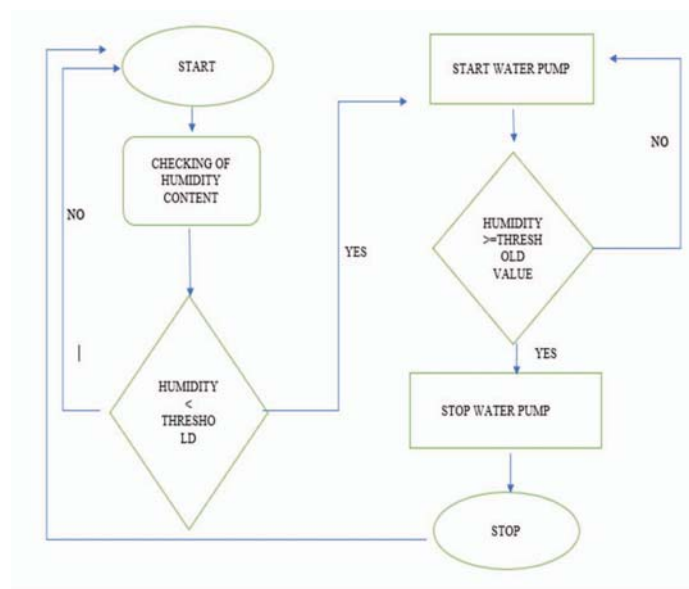 START
CHECKING OF
HUMIDITY
CONTENT
NO
HUMIDITY
<
THRESHO
LD
YES
START WATER PUMP
NO
HUMIDITY
>=THRESH
OLD
VALUE
YES
STOP WATER PUMP
STOP